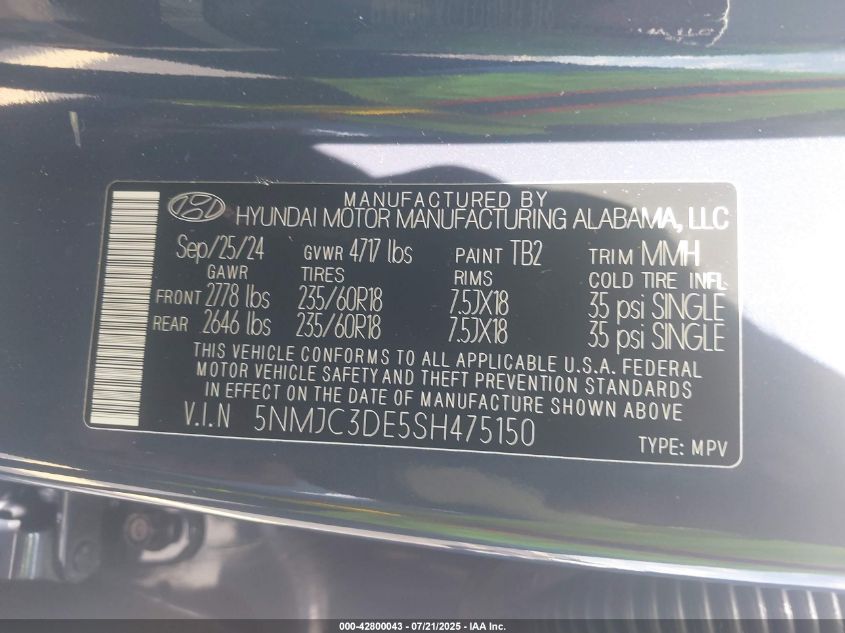 MANUFACTURED BY
HYUNDAI MOTOR MANUFACTURING ALABAMA, LLC
Sep/25/24 GVWR 4717 lbs PAINT TB2 TRIM MMH
GAWR TIRES RIMS COLD TIRE INFL
FRONT 2778 lbs 235/60R18 7.5JX18 35 psi SINGLE
REAR 2646 lbs 235/60R18 7.5JX18 35 psi SINGLE
THIS VEHICLE CONFORMS TO ALL APPLICABLE U.S.A. FEDERAL
MOTOR VEHICLE SAFETY AND THEFT PREVENTION STANDARDS
IN EFFECT ON THE DATE OF MANUFACTURE SHOWN ABOVE
V.I.N 5NMJC3DE5SH475150
TYPE: MPV
000-42800043 / 07/21/2025 - IAA Inc.